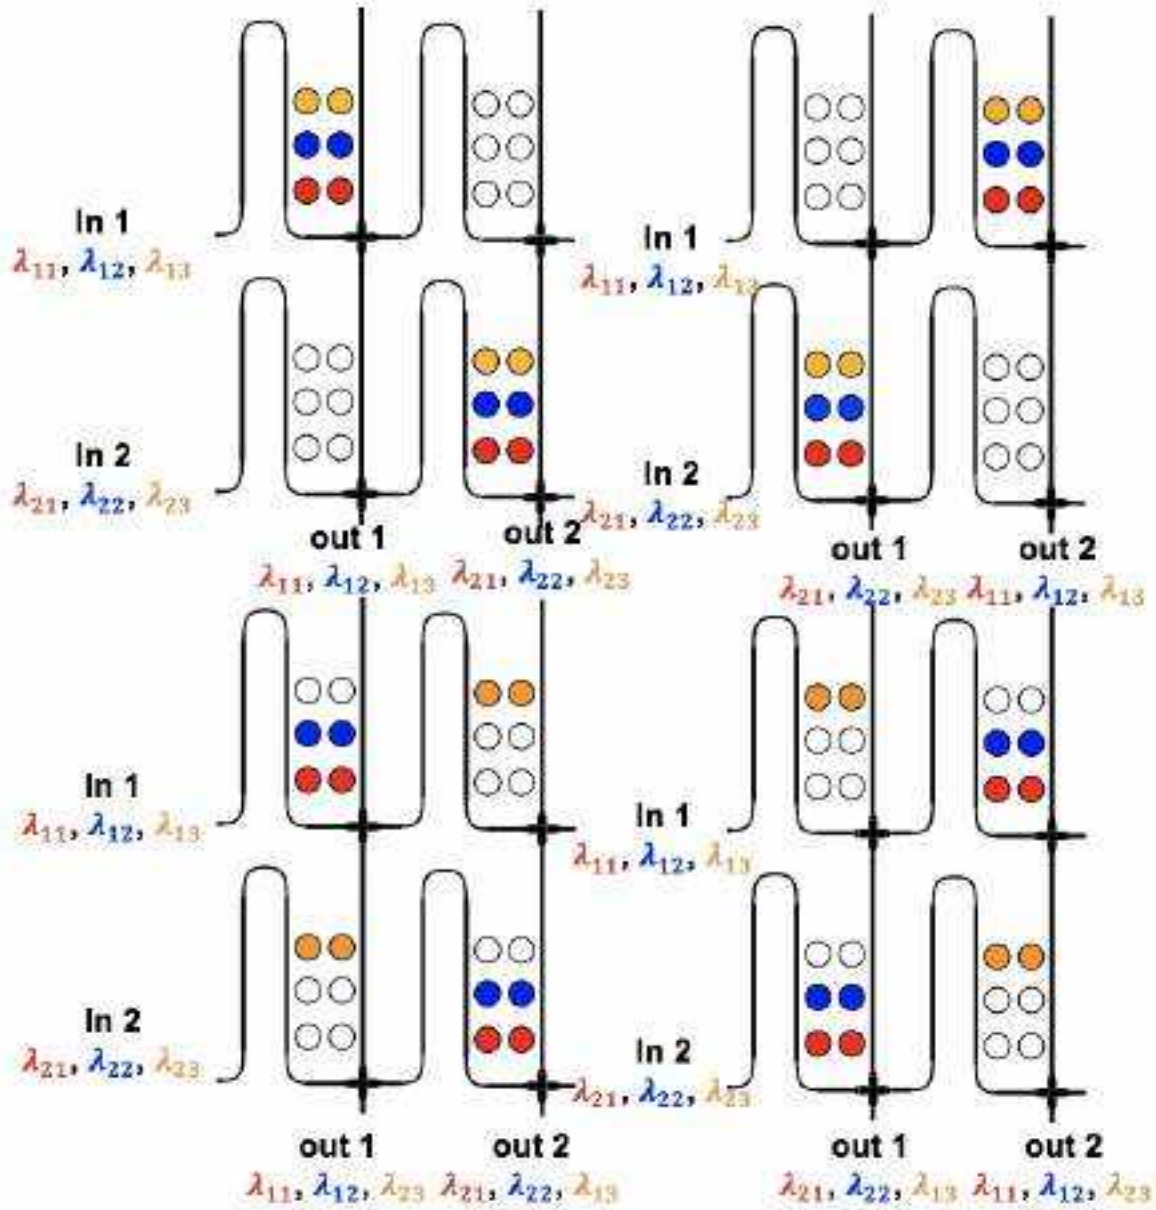 In 1
λ11, λ12, λ13
In 2
λ21, λ22, λ23
out 1
out 2
λ11, λ12, λ13
λ21, λ22, λ23
In 1
λ11, λ12, λ13
In 2
λ21, λ22, λ23
out 1
out 2
λ21, λ22, λ23
λ11, λ12, λ13
In 1
λ11, λ12, λ13
In 2
λ21, λ22, λ23
out 1
out 2
λ11, λ12, λ23
λ21, λ22, λ13
In 1
λ11, λ12, λ13
In 2
λ21, λ22, λ23
out 1
out 2
λ21, λ22, λ13
λ11, λ12, λ23